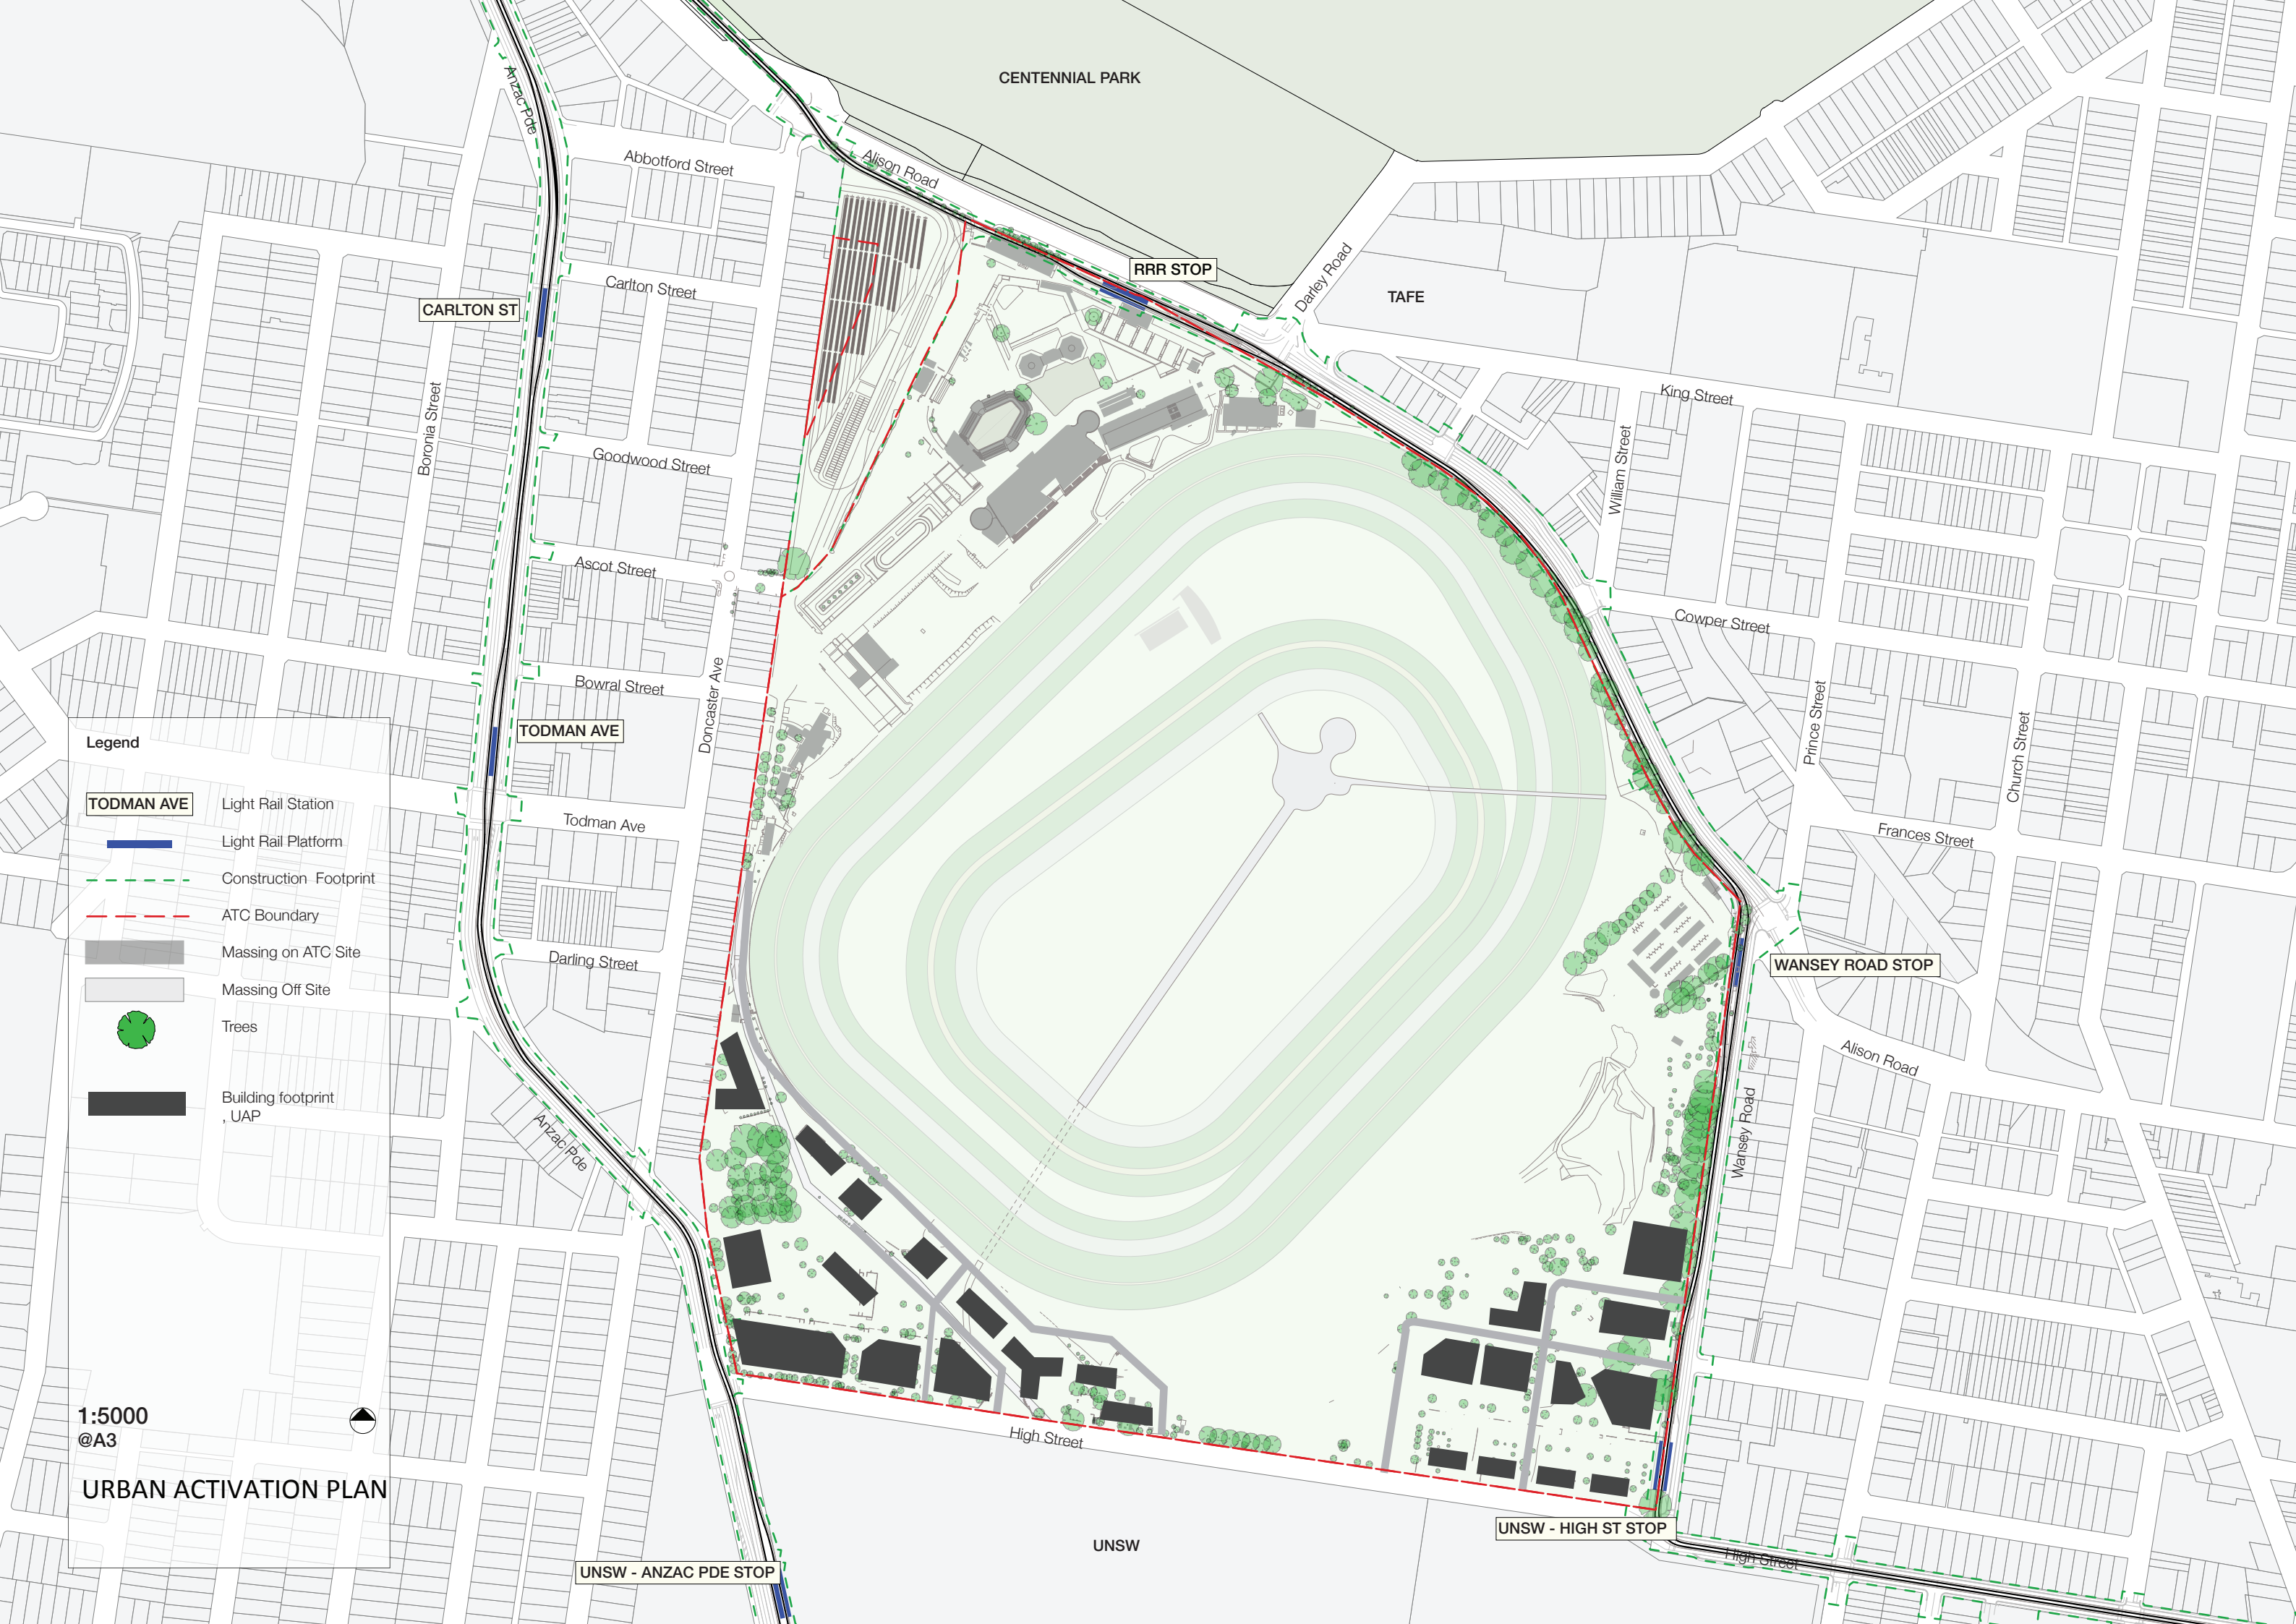 CENTENNIAL PARK
Anzac Pde
Abbotford Street
Alison Road
RRR STOP
Darley Road
TAFE
CARLTON ST
Carlton Street
King Street
Boronia Street
Goodwood Street
William Street
Ascot Street
Cowper Street
Bowral Street
Doncaster Ave
TODMAN AVE
Prince Street
Church Street
Todman Ave
Frances Street
Darling Street
WANSEY ROAD STOP
Alison Road
Wansey Road
Anzac Pde
High Street
UNSW - HIGH ST STOP
UNSW
High Street
UNSW - ANZAC PDE STOP
Legend
TODMAN AVE Light Rail Station
Light Rail Platform
Construction Footprint
ATC Boundary
Massing on ATC Site
Massing Off Site
Trees
Building footprint
, UAP
1:5000
@A3
URBAN ACTIVATION PLAN